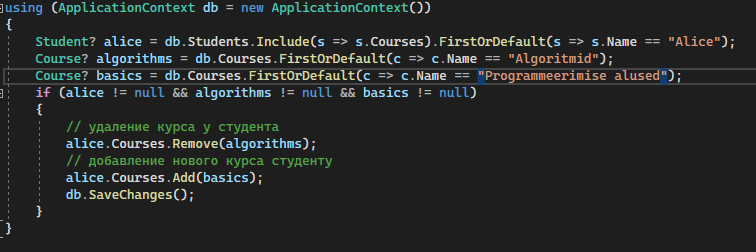 using (ApplicationContext db = new ApplicationContext())
{
Student? alice = db.Students.Include(s => s.Courses).FirstOrDefault(s => s.Name == "Alice");
Course? algorithms = db.Courses.FirstOrDefault(c => c.Name == "Algoritmid");
Course? basics = db.Courses.FirstOrDefault(c => c.Name == "Programmeerimise alused");
if (alice != null && algorithms != null && basics != null)
{
// удаление курса у студента
alice.Courses.Remove(algorithms);
// добавление нового курса студенту
alice.Courses.Add(basics);
db.SaveChanges();
}
}